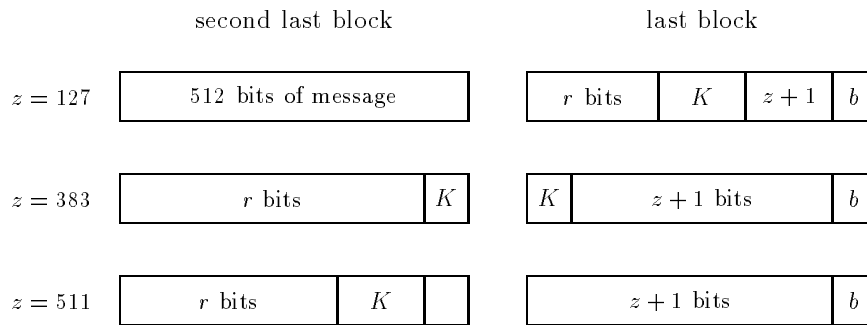 second last block last block
z = 127 512 bits of message r bits K z + 1 b
z = 383 r bits K K z + 1 bits b
z = 511 r bits K z + 1 bits b